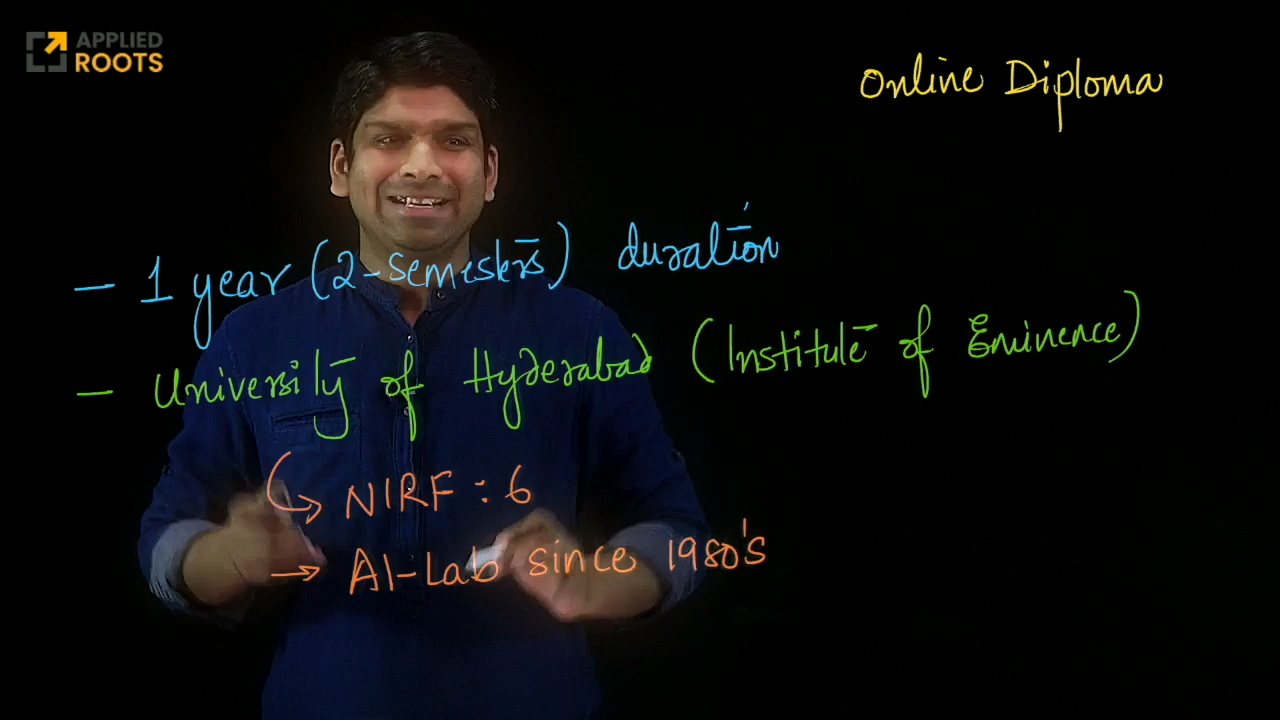 APPLIED
ROOTS
Online Diploma
– 1 year (2-semesters) duration
– University of Hyderabad (Institute of Eminence)
↳ NIRF : 6
→ AI-Lab since 1980's